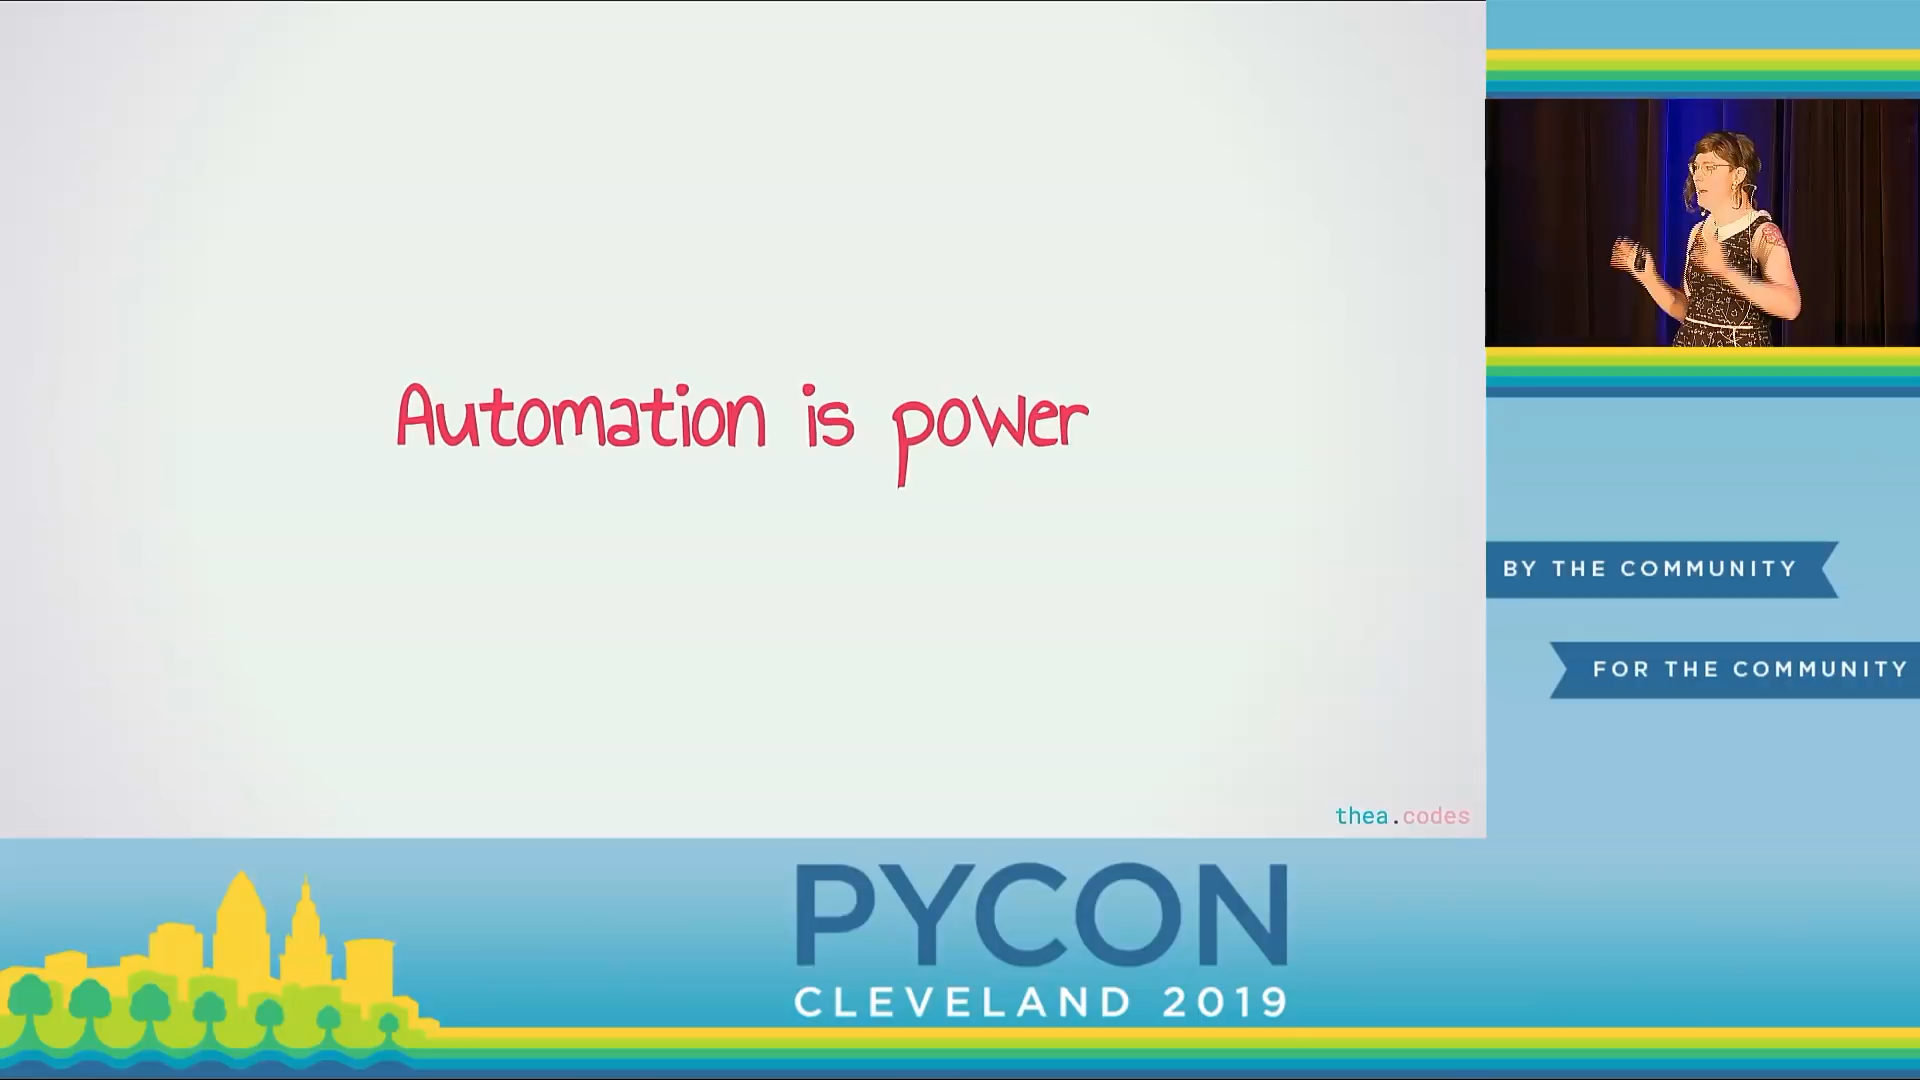 Automation is power
thea.codes
BY THE COMMUNITY
FOR THE COMMUNITY
PYCON
CLEVELAND 2019